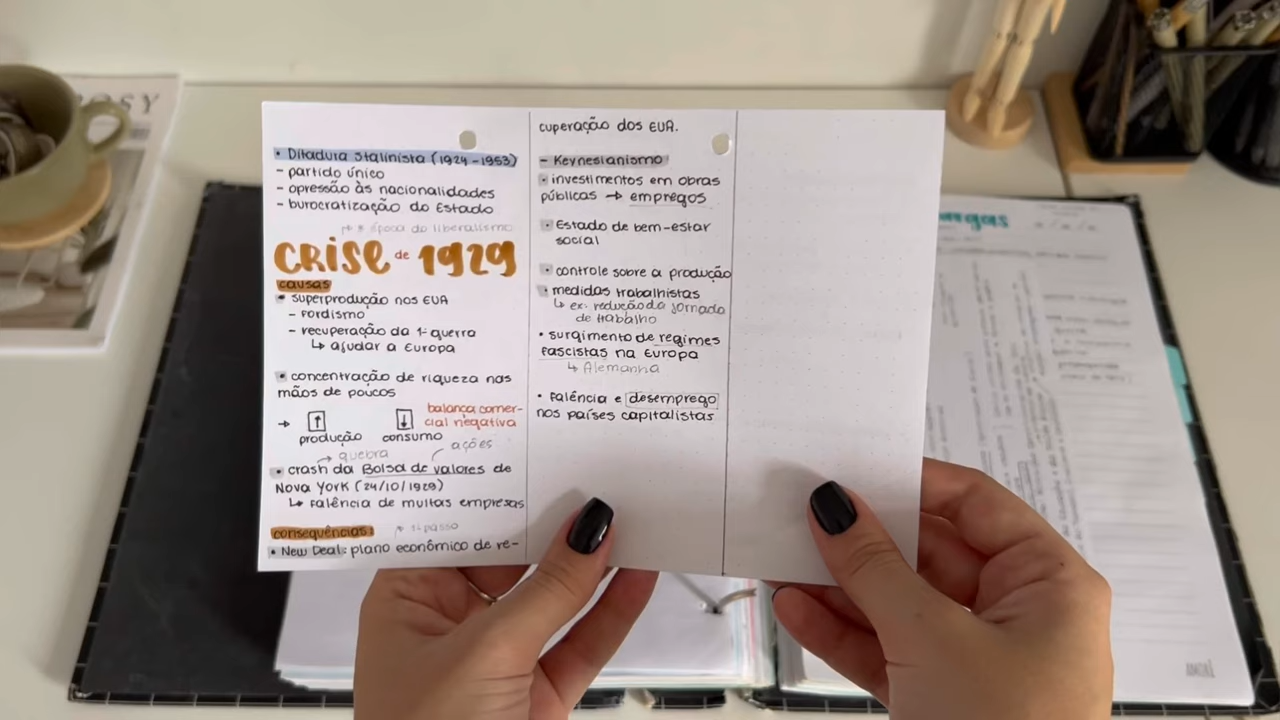 • Ditadura Stalinista (1924-1953)
- partido único
- opressão às nacionalidades
- burocratização do Estado
época do liberalismo
CRISE de 1929
causas
• superprodução nos EUA
- Fordismo
- recuperação da 1ª guerra
↳ ajudar a Europa
• concentração de riqueza nas
mãos de poucos
→ ↑ ↓ balança comer-
cial negativa
produção consumo
→ quebra ações
• crash da Bolsa de valores de
Nova York (24/10/1929)
↳ Falência de muitas empresas
consequências:
• New Deal: plano econômico de re-
cuperação dos EUA.
- Keynesianismo
• investimentos em obras
públicas → empregos
• Estado de bem-estar
social
• controle sobre a produção
• medidas trabalhistas
↳ ex: redução da jornada
de trabalho
• surgimento de regimes
fascistas na Europa
↳ Alemanha
• Falência e desemprego
nos países capitalistas
OSY
argas